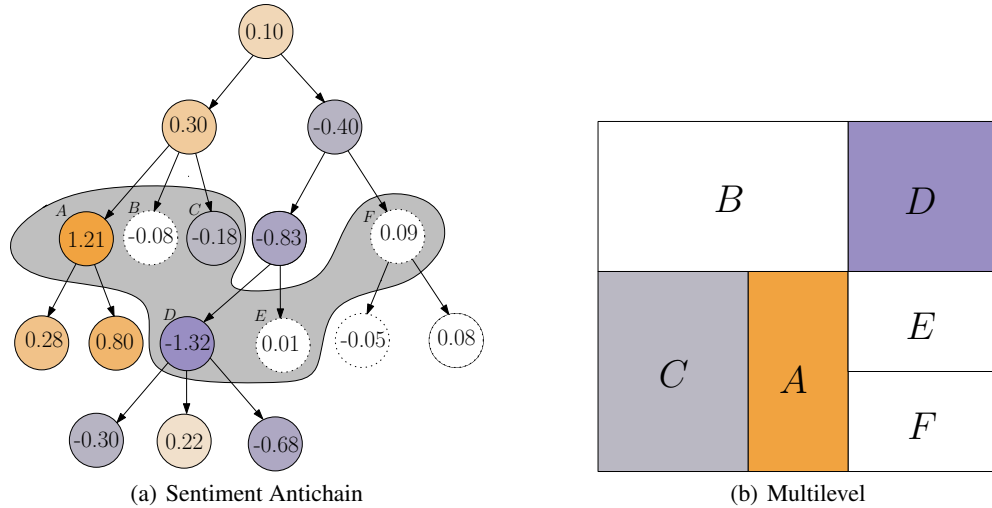 0.10
0.30
-0.40
A
B
C
F
1.21
-0.08
-0.18
-0.83
0.09
D
E
0.28
0.80
-1.32
0.01
-0.05
0.08
-0.30
0.22
-0.68
(a) Sentiment Antichain
B
D
C
A
E
F
(b) Multilevel